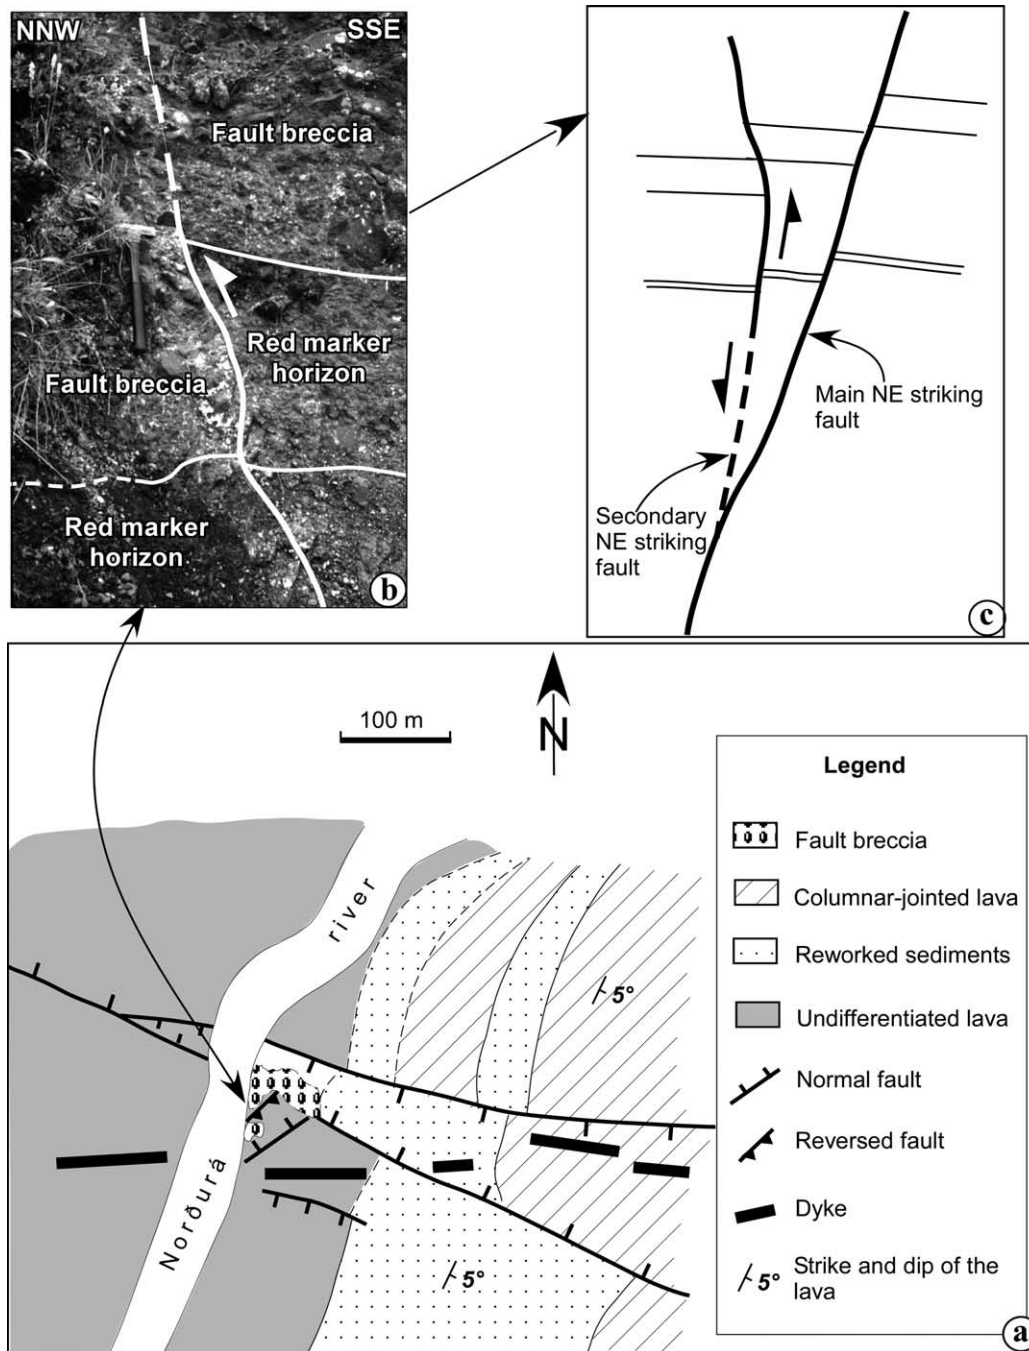 NNW
SSE
Fault breccia
Red marker
horizon
Fault breccia
Red marker
horizon
b
Main NE striking
fault
Secondary
NE striking
fault
c
100 m
N
river
Norðurá
5°
5°
Legend
Fault breccia
Columnar-jointed lava
Reworked sediments
Undifferentiated lava
Normal fault
Reversed fault
Dyke
5°
Strike and dip of the
lava
a